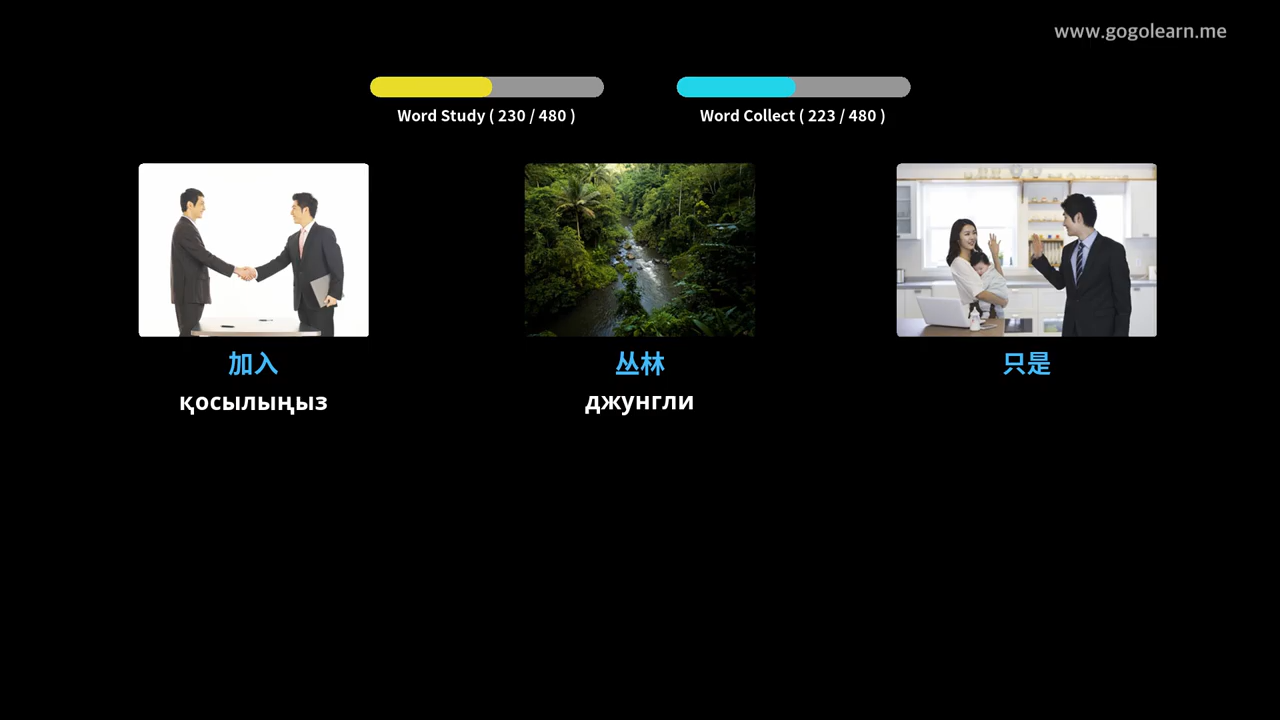 www.gogolearn.me
Word Study ( 230 / 480 )
Word Collect ( 223 / 480 )
加入
丛林
只是
қосылыңыз
джунгли